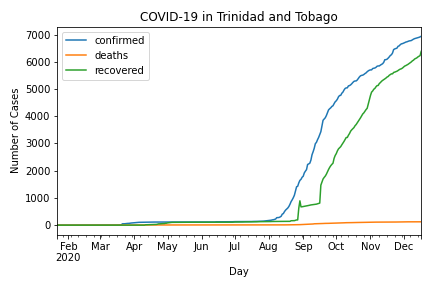 COVID-19 in Trinidad and Tobago
confirmed
deaths
recovered
Number of Cases
7000
6000
5000
4000
3000
2000
1000
0
Feb Mar Apr May Jun Jul Aug Sep Oct Nov Dec
2020
Day